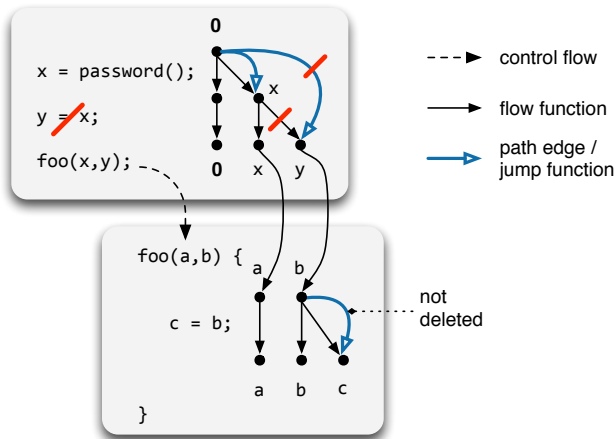 0
x = password();
x
y = x;
foo(x,y);
0 x y
control flow
flow function
path edge /
jump function
foo(a,b) {
a b
c = b;
not
deleted
a b c
}